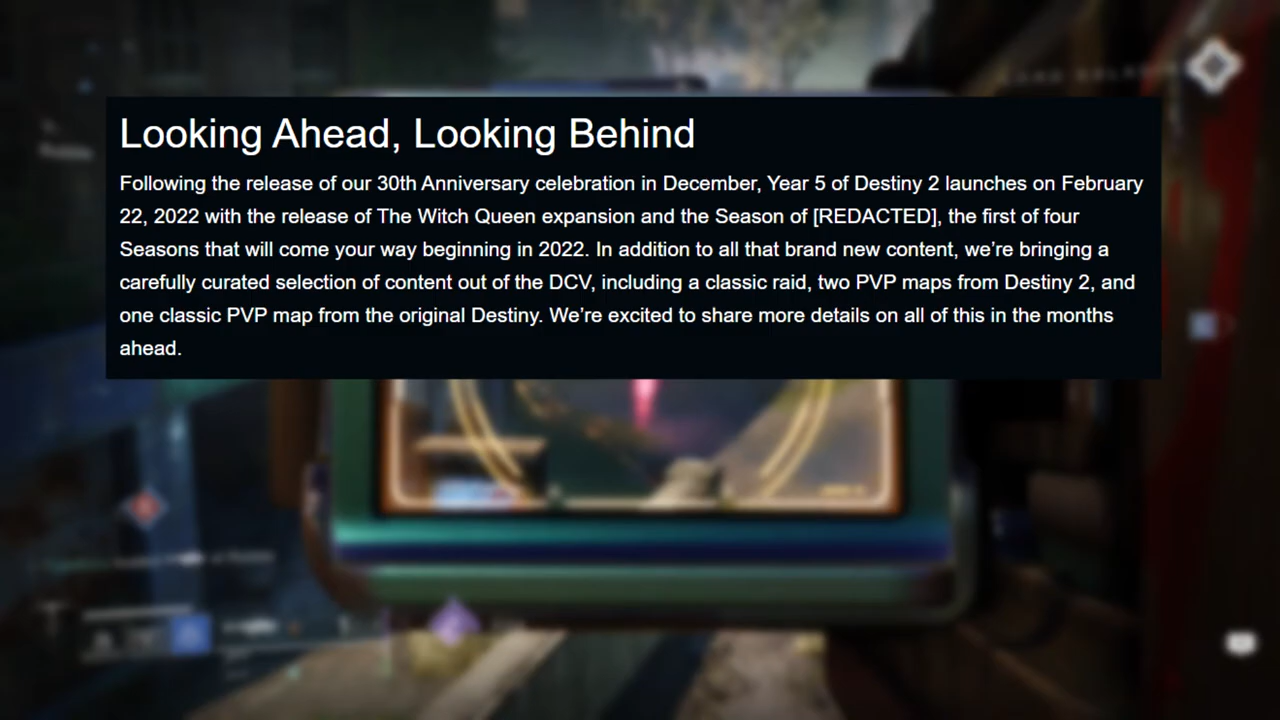 Looking Ahead, Looking Behind
Following the release of our 30th Anniversary celebration in December, Year 5 of Destiny 2 launches on February
22, 2022 with the release of The Witch Queen expansion and the Season of [REDACTED], the first of four
Seasons that will come your way beginning in 2022. In addition to all that brand new content, we’re bringing a
carefully curated selection of content out of the DCV, including a classic raid, two PVP maps from Destiny 2, and
one classic PVP map from the original Destiny. We’re excited to share more details on all of this in the months
ahead.